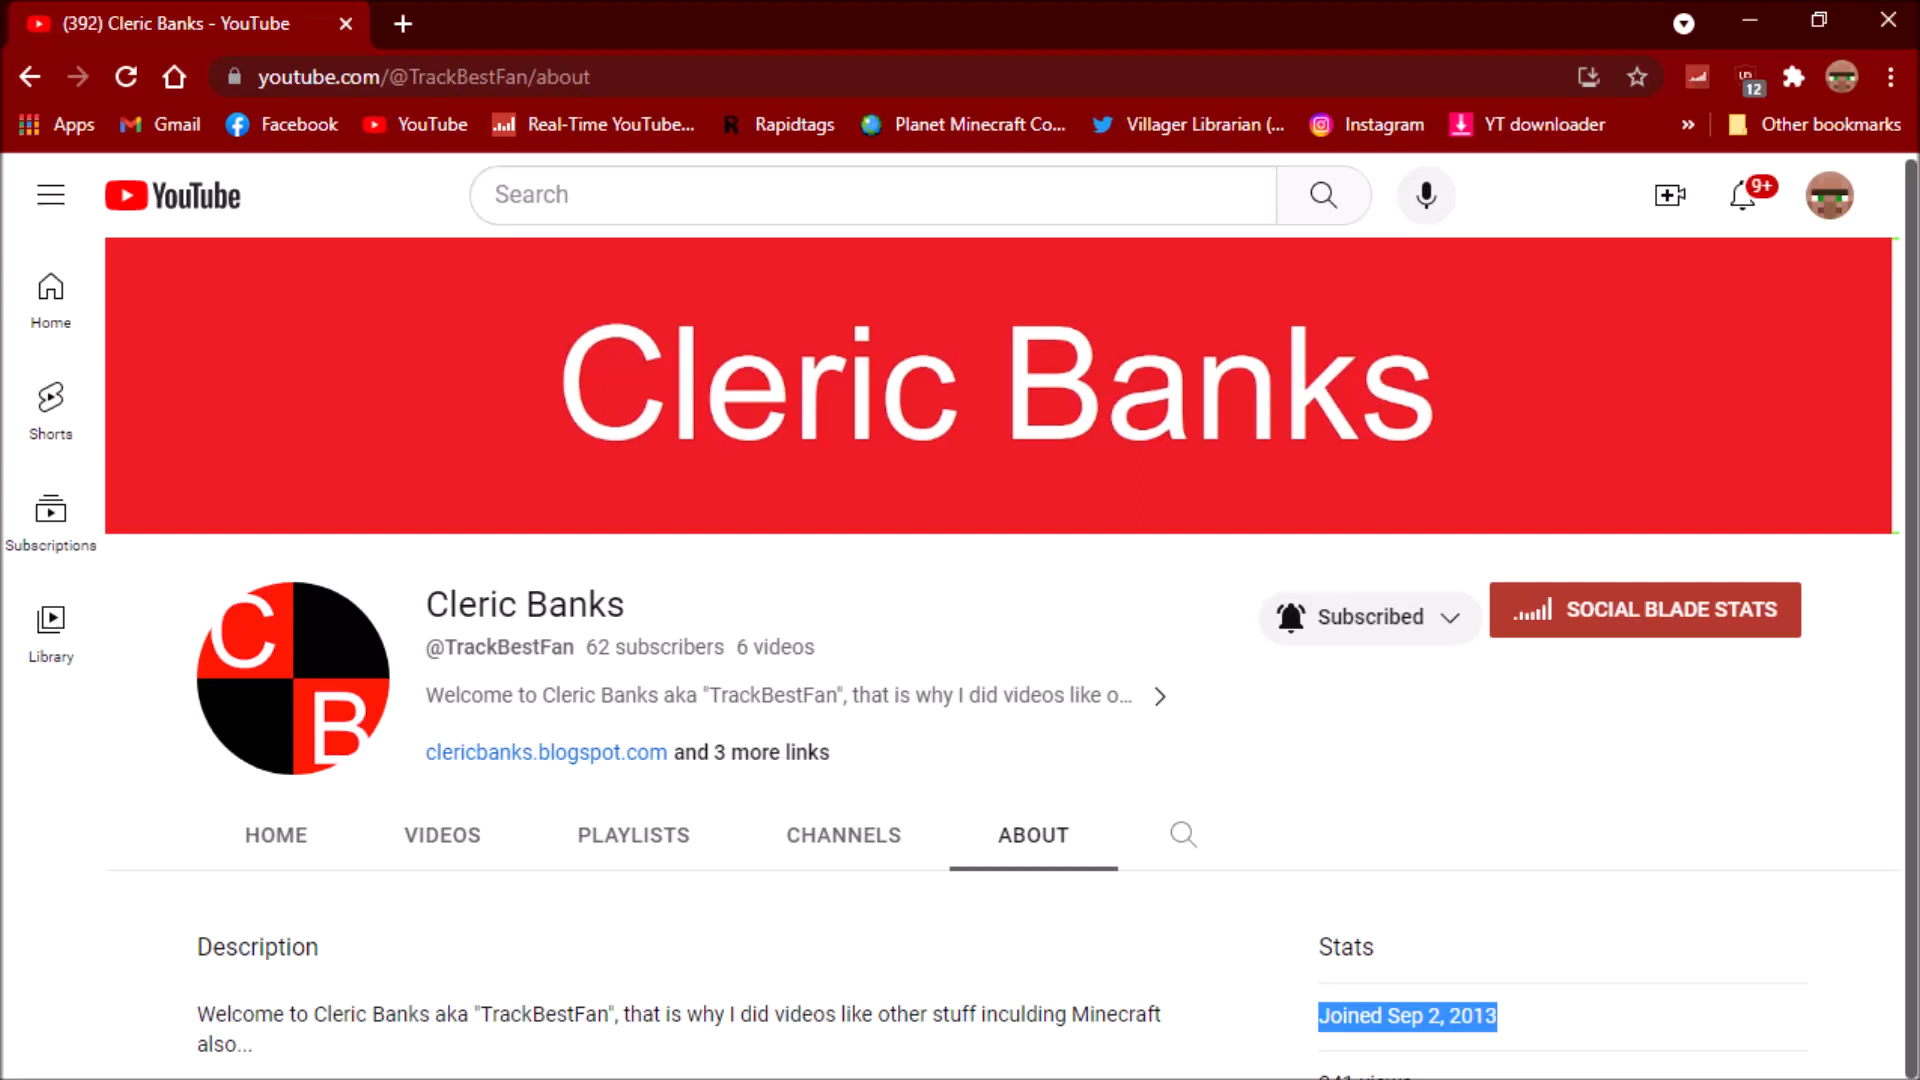 (392) Cleric Banks - YouTube
youtube.com/@TrackBestFan/about
12
Apps Gmail Facebook YouTube Real-Time YouTube... Rapidtags Planet Minecraft Co... Villager Librarian (... Instagram YT downloader » Other bookmarks
YouTube
Search
9+
Cleric Banks
Home
Shorts
Subscriptions
Library
C
B
Cleric Banks
@TrackBestFan 62 subscribers 6 videos
Welcome to Cleric Banks aka "TrackBestFan", that is why I did videos like o...
clericbanks.blogspot.com and 3 more links
Subscribed
SOCIAL BLADE STATS
HOME VIDEOS PLAYLISTS CHANNELS ABOUT
Description
Welcome to Cleric Banks aka "TrackBestFan", that is why I did videos like other stuff inculding Minecraft
also...
Stats
Joined Sep 2, 2013